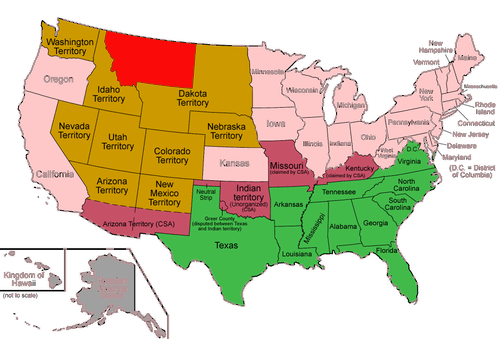 Washington
Territory
Oregon
Idaho
Territory
Dakota
Territory
Minnesota
Wisconsin
Michigan
New
Hampshire
Vermont
Maine
Massachusetts
New
York
Rhode
Island
Connecticut
New Jersey
Delaware
Maryland
(D.C. = District
of Columbia)
Pennsylvania
Nevada
Territory
Utah
Territory
Colorado
Territory
Nebraska
Territory
Iowa
Illinois
Indiana
Ohio
West
Virginia
D.C.
Virginia
California
Kansas
Missouri
(claimed by CSA)
Kentucky
(claimed by CSA)
Arizona
Territory
New
Mexico
Territory
Neutral
Strip
Indian
territory
(Unorganized)
(CSA)
Arkansas
Tennessee
North
Carolina
South
Carolina
Arizona Territory (CSA)
Greer County
(disputed between Texas
and Indian territory)
Texas
Louisiana
Mississippi
Alabama
Georgia
Florida
Kingdom of
Hawaii
(not to scale)